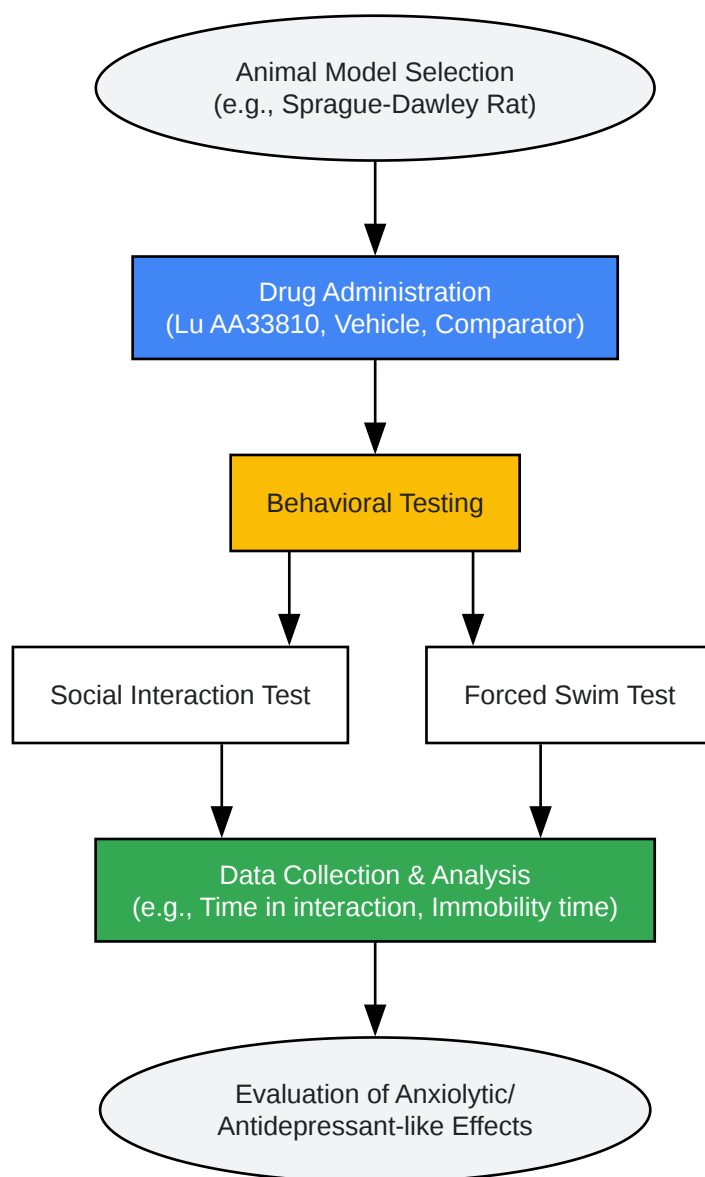 Animal Model Selection
(e.g., Sprague-Dawley Rat)
Drug Administration
(Lu AA33810, Vehicle, Comparator)
Behavioral Testing
Social Interaction Test
Forced Swim Test
Data Collection & Analysis
(e.g., Time in interaction, Immobility time)
Evaluation of Anxiolytic/
Antidepressant-like Effects